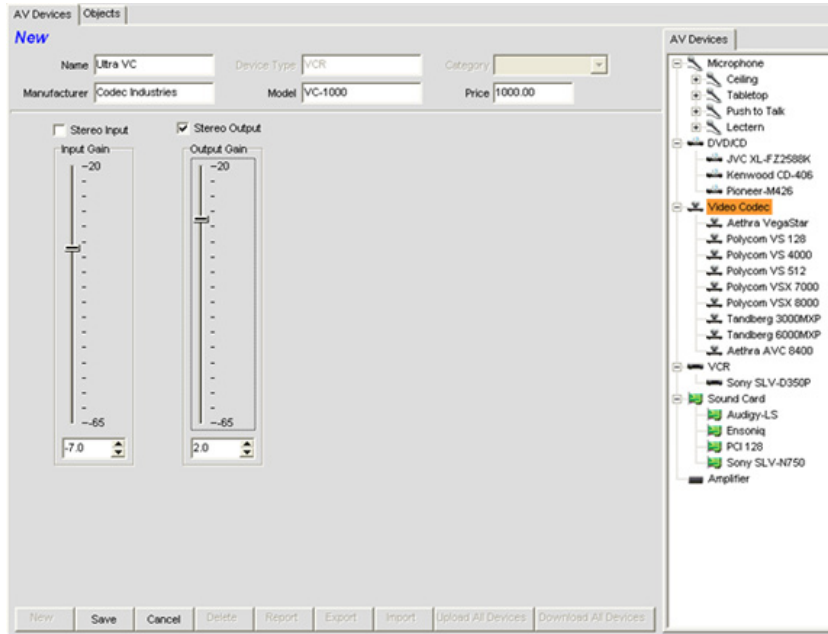 AV Devices Objects
New
Name Ultra VC Device Type VCR Category
Manufacturer Codec Industries Model VC-1000 Price 1000.00
Stereo Input Stereo Output
Input Gain Output Gain
-20 -20
--65 --65
-7.0 2.0
New Save Cancel Delete Report Export Import Upload All Devices Download All Devices
AV Devices
Microphone
Ceiling
Tabletop
Push to Talk
Lectern
DVD/CD
JVC XL-FZ2588K
Kenwood CD-406
Pioneer-M426
Video Codec
Aethra VegaStar
Polycom VS 128
Polycom VS 4000
Polycom VS 512
Polycom VSX 7000
Polycom VSX 8000
Tandberg 3000MXP
Tandberg 6000MXP
Aethra AVC 8400
VCR
Sony SLV-D350P
Sound Card
Audigy-LS
Ensoniq
PCI 128
Sony SLV-N750
Amplifier